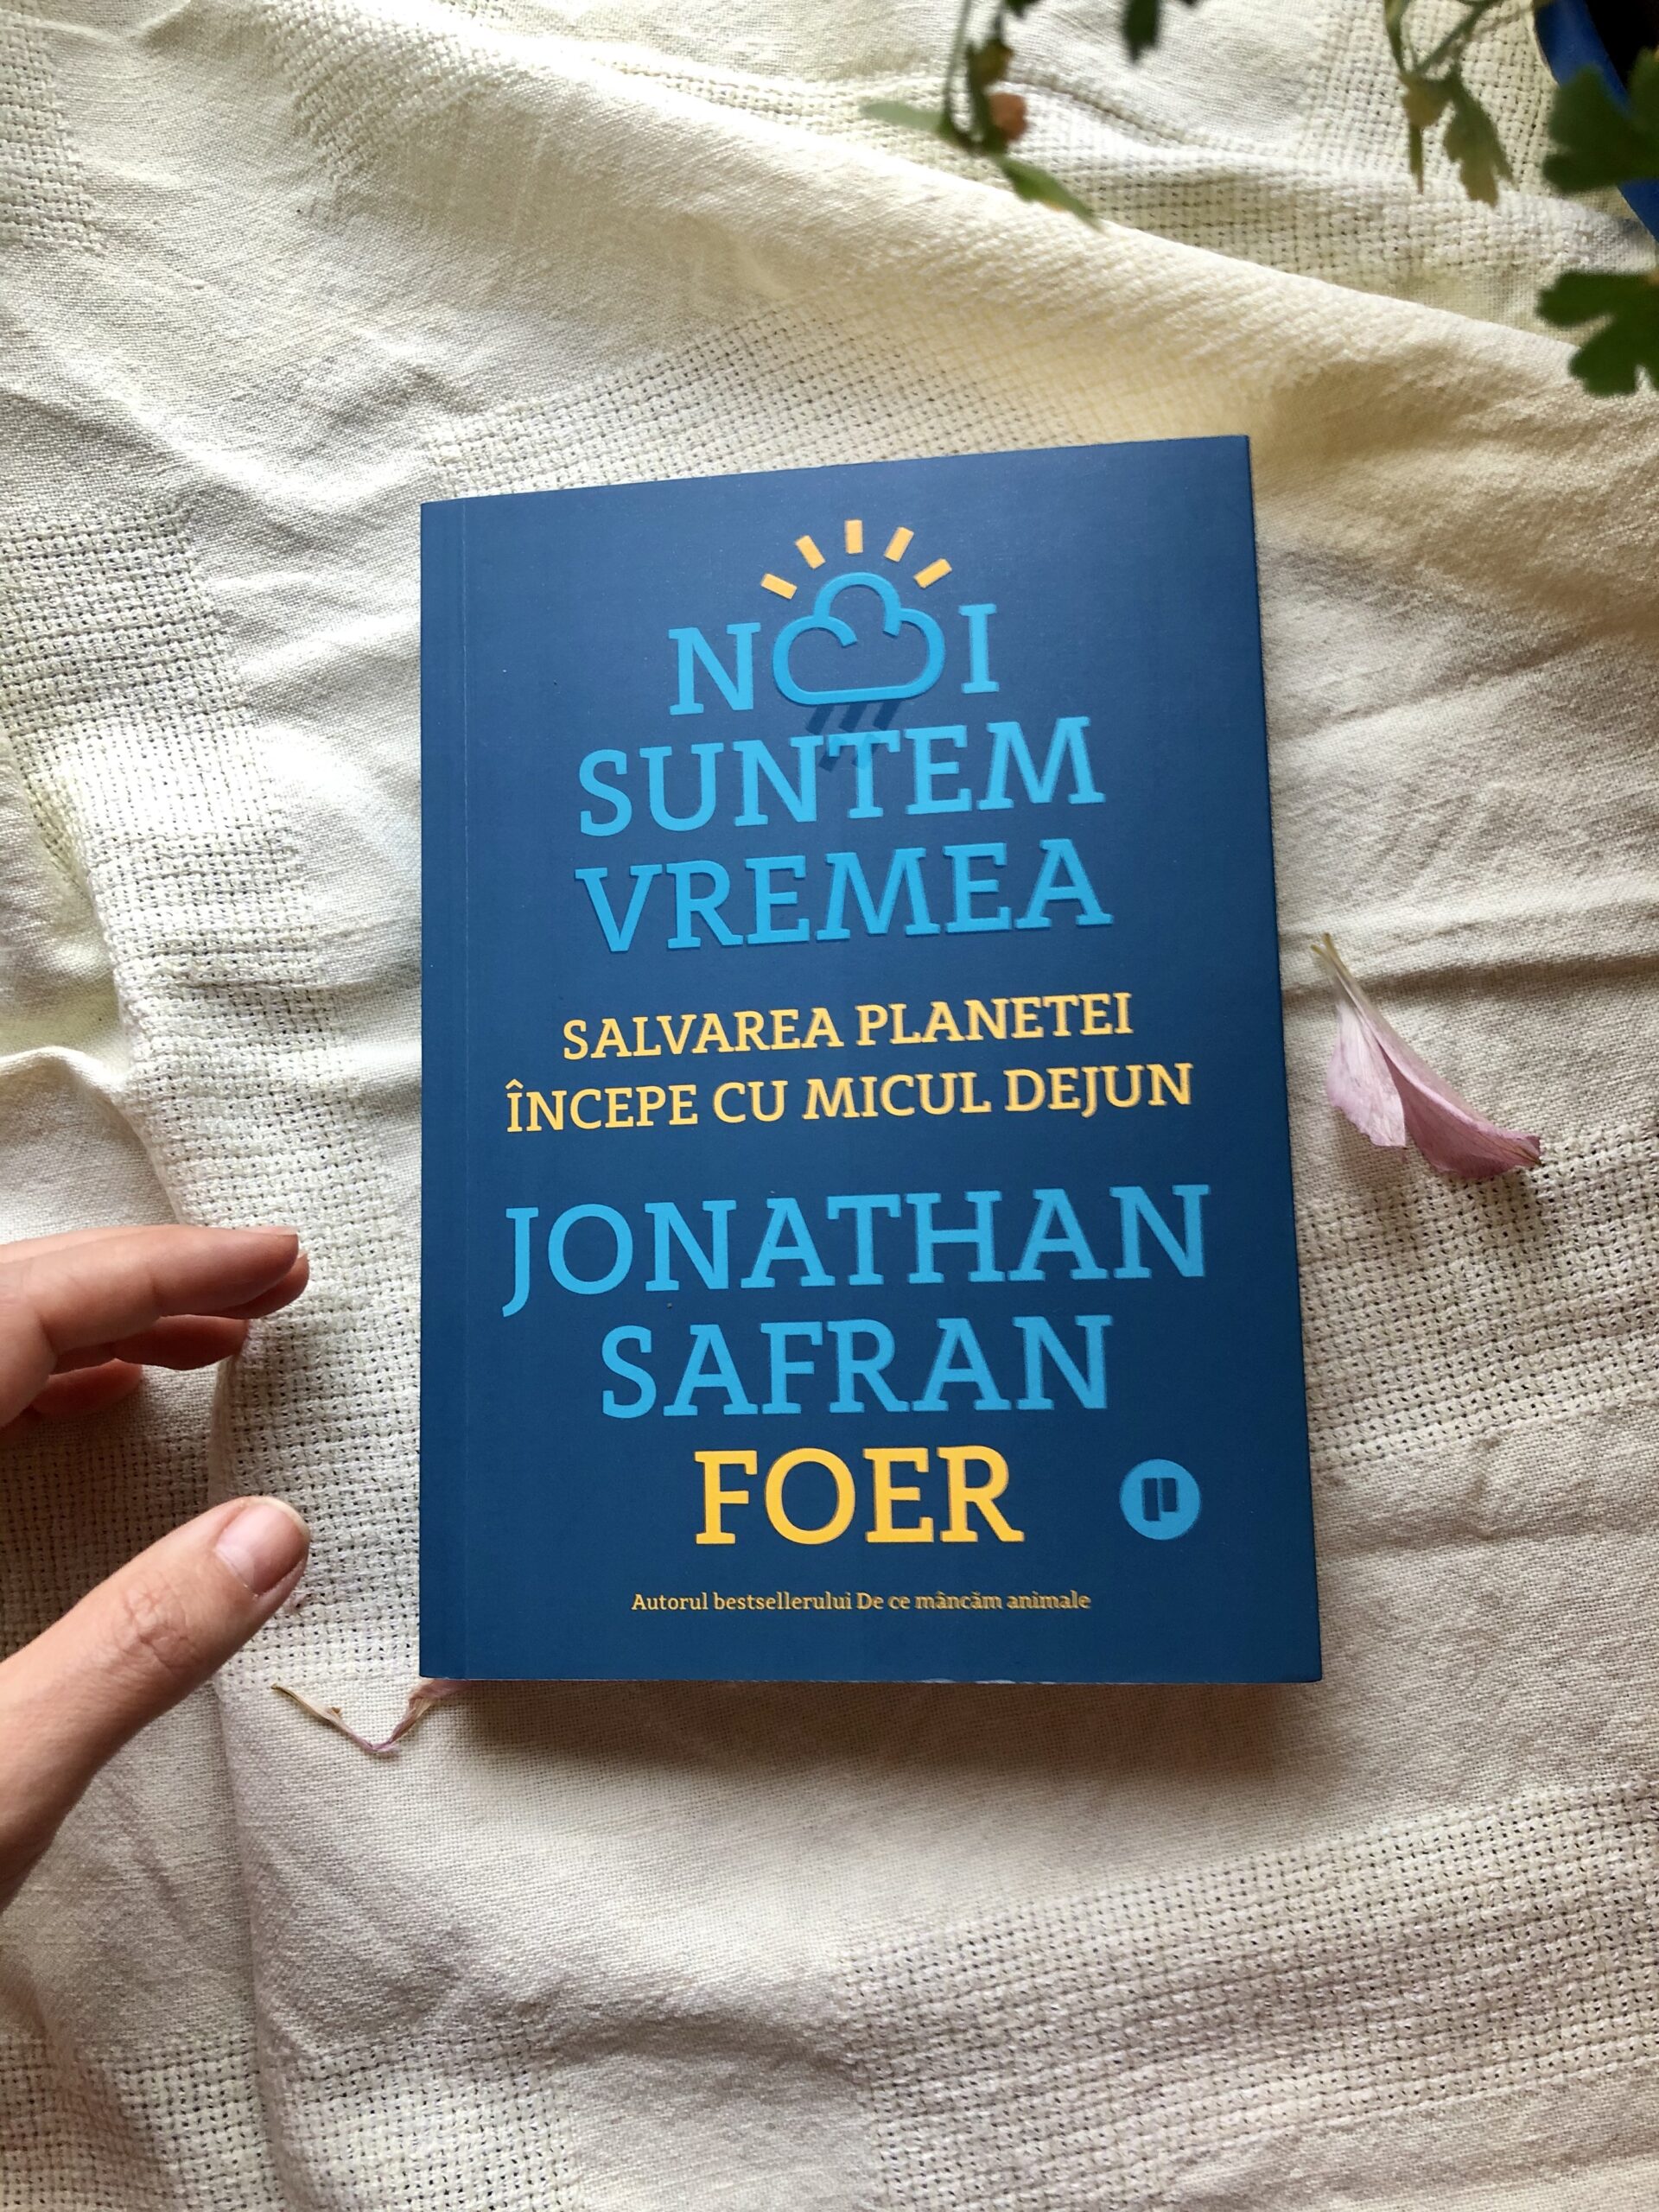 NOI
SUNTEM
VREMEA
SALVAREA PLANETEI
ÎNCEPE CU MICUL DEJUN
JONATHAN
SAFRAN
FOER
Autorul bestsellerului De ce mâncăm animale